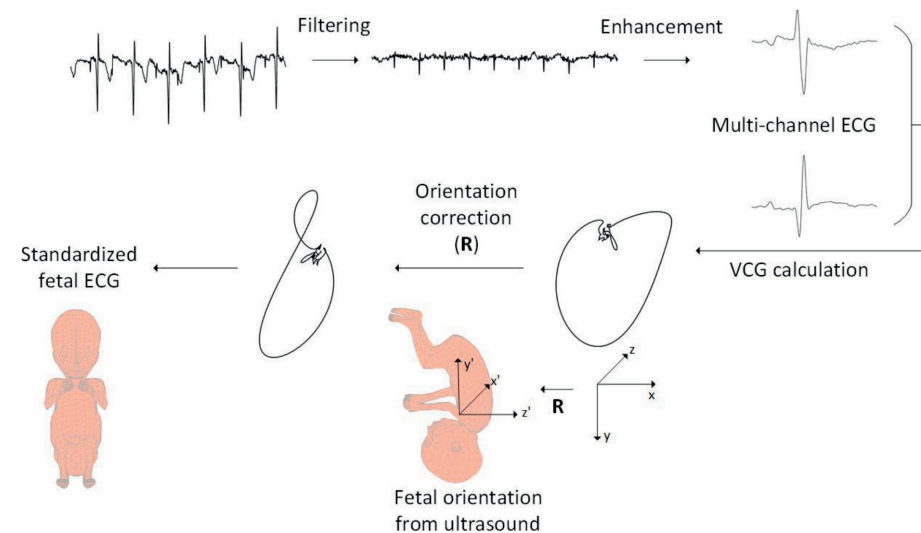 Filtering
Enhancement
Multi-channel ECG
VCG calculation
Orientation
correction
(R)
Standardized
fetal ECG
y'
x'
z'
R
z
x
y
Fetal orientation
from ultrasound